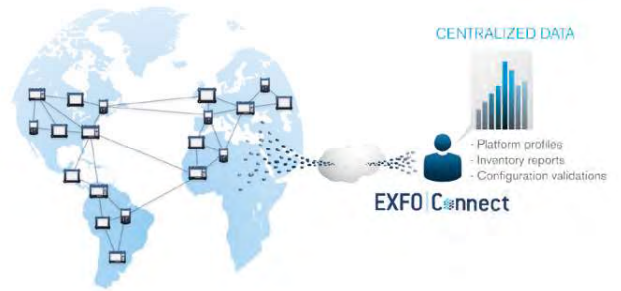 CENTRALIZED DATA
- Platform profiles
- Inventory reports
- Configuration validations
EXFO Connect